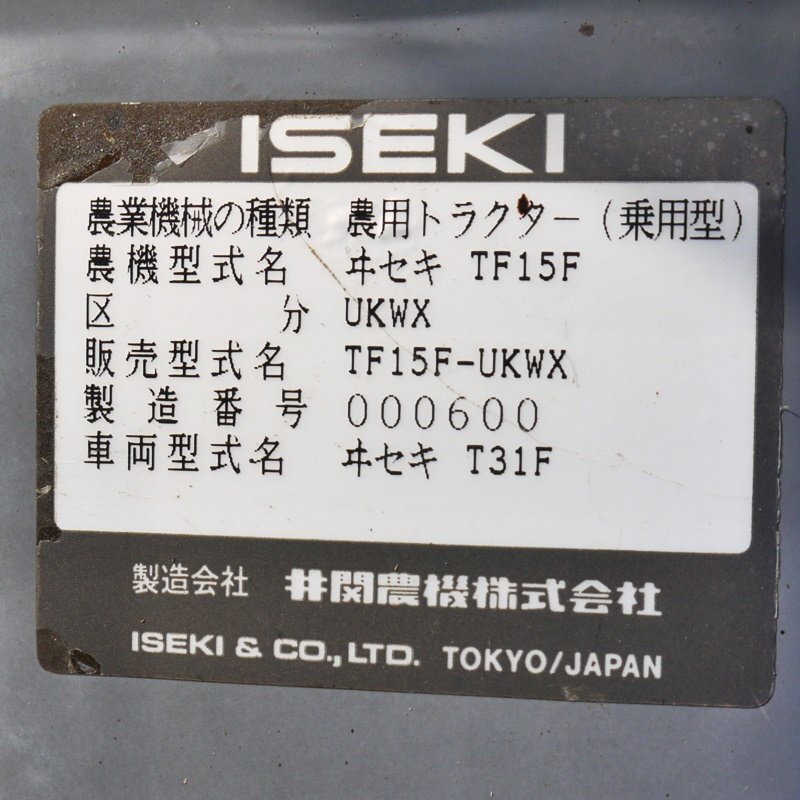 ISEKI
農業機械の種類 農用トラクター(乗用型)
農機型式名 ヰセキ TF15F
区分 UKWX
販売型式名 TF15F-UKWX
製造番号 000600
車両型式名 ヰセキ T31F
製造会社 井関農機株式会社
ISEKI & CO., LTD. TOKYO/JAPAN